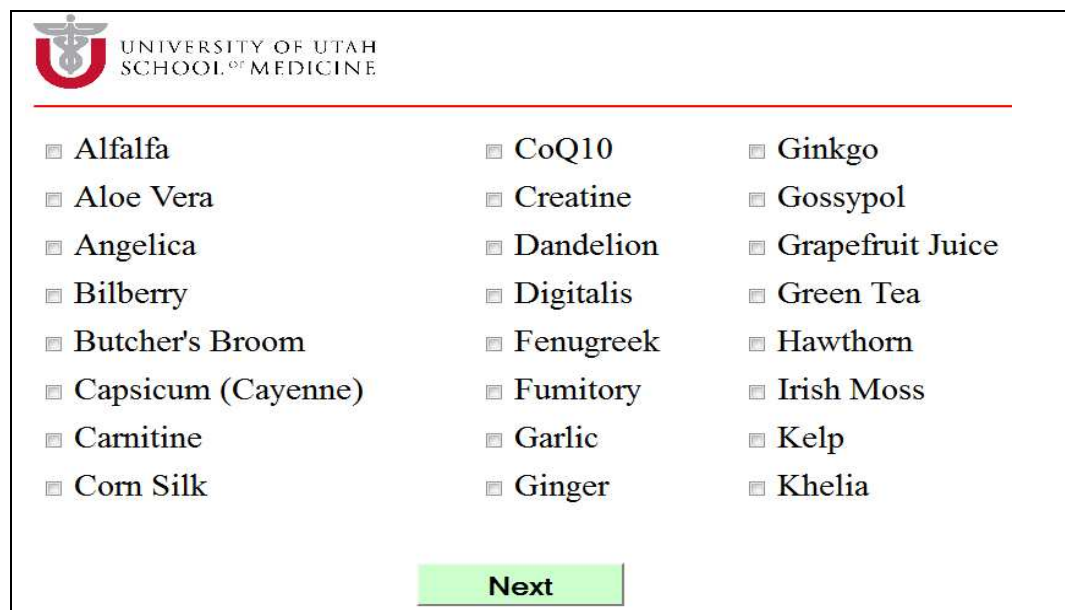 UNIVERSITY OF UTAH
SCHOOL OF MEDICINE
Alfalfa CoQ10 Ginkgo
Aloe Vera Creatine Gossypol
Angelica Dandelion Grapefruit Juice
Bilberry Digitalis Green Tea
Butcher's Broom Fenugreek Hawthorn
Capsicum (Cayenne) Fumitory Irish Moss
Carnitine Garlic Kelp
Corn Silk Ginger Khelia
Next